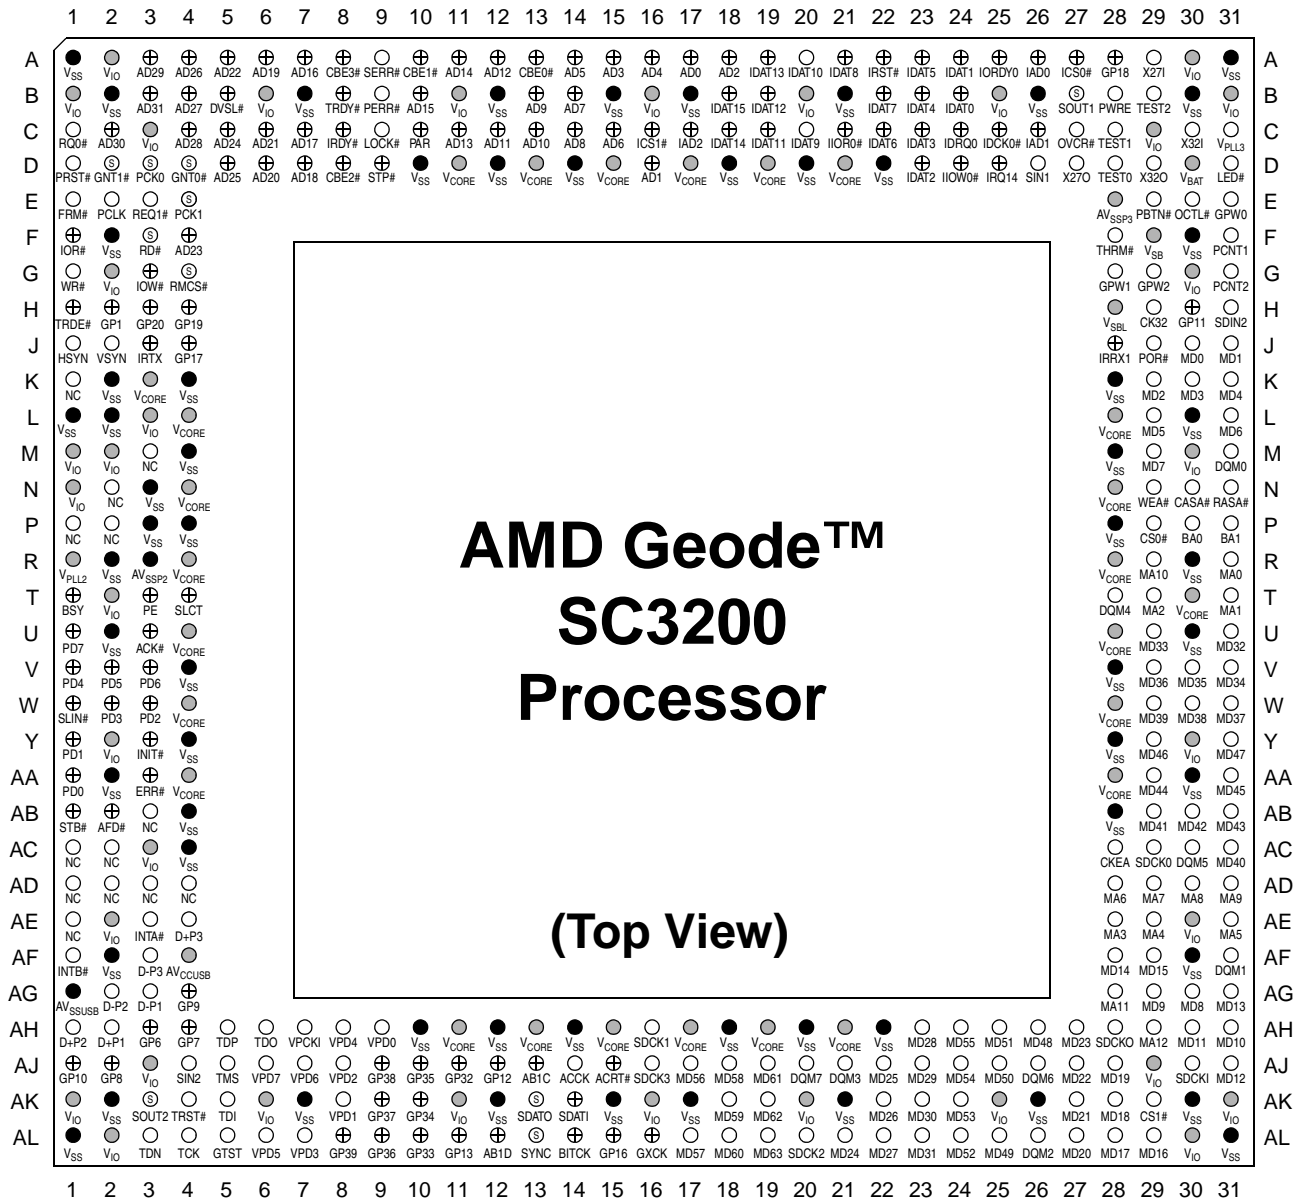 1 2 3 4 5 6 7 8 9 10 11 12 13 14 15 16 17 18 19 20 21 22 23 24 25 26 27 28 29 30 31
A A
VSS VIO AD29 AD26 AD22 AD19 AD16 CBE3# SERR# CBE1# AD14 AD12 CBE0# AD5 AD3 AD4 AD0 AD2 IDAT13 IDAT10 IDAT8 IRST# IDAT5 IDAT1 IORDY0 IAD0 ICS0# GP18 X27I VIO VSS
B S B
VIO VSS AD31 AD27 DVSL# VIO VSS TRDY# PERR# AD15 VIO VSS AD9 AD7 VSS VIO VSS IDAT15 IDAT12 VIO VSS IDAT7 IDAT4 IDAT0 VIO VSS SOUT1 PWRE TEST2 VSS VIO
C C
RQ0# AD30 VIO AD28 AD24 AD21 AD17 IRDY# LOCK# PAR AD13 AD11 AD10 AD8 AD6 ICS1# IAD2 IDAT14 IDAT11 IDAT9 IIOR0# IDAT6 IDAT3 IDRQ0 IDCK0# IAD1 OVCR# TEST1 VIO X32I VPLL3
D S S S D
PRST# GNT1# PCK0 GNT0# AD25 AD20 AD18 CBE2# STP# VSS VCORE VSS VCORE VSS VCORE AD1 VCORE VSS VCORE VSS VCORE VSS IDAT2 IIOW0# IRQ14 SIN1 X27O TEST0 X32O VBAT LED#
E S E
FRM# PCLK REQ1# PCK1 AVSSP3 PBTN# OCTL# GPW0
F S F
IOR# VSS RD# AD23 THRM# VSB VSS PCNT1
G S G
WR# VIO IOW# RMCS# GPW1 GPW2 VIO PCNT2
H H
TRDE# GP1 GP20 GP19 VSBL CK32 GP11 SDIN2
J J
HSYN VSYN IRTX GP17 IRRX1 POR# MD0 MD1
K K
NC VSS VCORE VSS VSS MD2 MD3 MD4
L L
VSS VSS VIO VCORE VCORE MD5 VSS MD6
M M
VIO VIO NC VSS VSS MD7 VIO DQM0
N N
VIO NC VSS VCORE VCORE WEA# CASA# RASA#
P P
NC NC VSS VSS VSS CS0# BA0 BA1
R R
VPLL2 VSS AVSSP2 VCORE VCORE MA10 VSS MA0
T T
BSY VIO PE SLCT DQM4 MA2 VCORE MA1
U U
PD7 VSS ACK# VCORE VCORE MD33 VSS MD32
V V
PD4 PD5 PD6 VSS VSS MD36 MD35 MD34
W W
SLIN# PD3 PD2 VCORE VCORE MD39 MD38 MD37
Y Y
PD1 VIO INIT# VSS VSS MD46 VIO MD47
AA AA
PD0 VSS ERR# VCORE VCORE MD44 VSS MD45
AB AB
STB# AFD# NC VSS VSS MD41 MD42 MD43
AC AC
NC NC VIO VSS CKEA SDCK0 DQM5 MD40
AD AD
NC NC NC NC MA6 MA7 MA8 MA9
AE AE
NC VIO INTA# D+P3 MA3 MA4 VIO MA5
AF AF
INTB# VSS D-P3 AVCCUSB MD14 MD15 VSS DQM1
AG AG
AVSSUSB D-P2 D-P1 GP9 MA11 MD9 MD8 MD13
AMD Geode™
SC3200
Processor
(Top View)
AH AH
D+P2 D+P1 GP6 GP7 TDP TDO VPCKI VPD4 VPD0 VSS VCORE VSS VCORE VSS VCORE SDCK1 VCORE VSS VCORE VSS VCORE VSS MD28 MD55 MD51 MD48 MD23 SDCKO MA12 MD11 MD10
AJ AJ
GP10 GP8 VIO SIN2 TMS VPD7 VPD6 VPD2 GP38 GP35 GP32 GP12 AB1C ACCK ACRT# SDCK3 MD56 MD58 MD61 DQM7 DQM3 MD25 MD29 MD54 MD50 DQM6 MD22 MD19 VIO SDCKI MD12
AK S S AK
VIO VSS SOUT2 TRST# TDI VIO VSS VPD1 GP37 GP34 VIO VSS SDATO SDATI VSS VIO VSS MD59 MD62 VIO VSS MD26 MD30 MD53 VIO VSS MD21 MD18 CS1# VSS VIO
AL S AL
VSS VIO TDN TCK GTST VPD5 VPD3 GP39 GP36 GP33 GP13 AB1D SYNC BITCK GP16 GXCK MD57 MD60 MD63 SDCK2 MD24 MD27 MD31 MD52 MD49 DQM2 MD20 MD17 MD16 VIO VSS
1 2 3 4 5 6 7 8 9 10 11 12 13 14 15 16 17 18 19 20 21 22 23 24 25 26 27 28 29 30 31